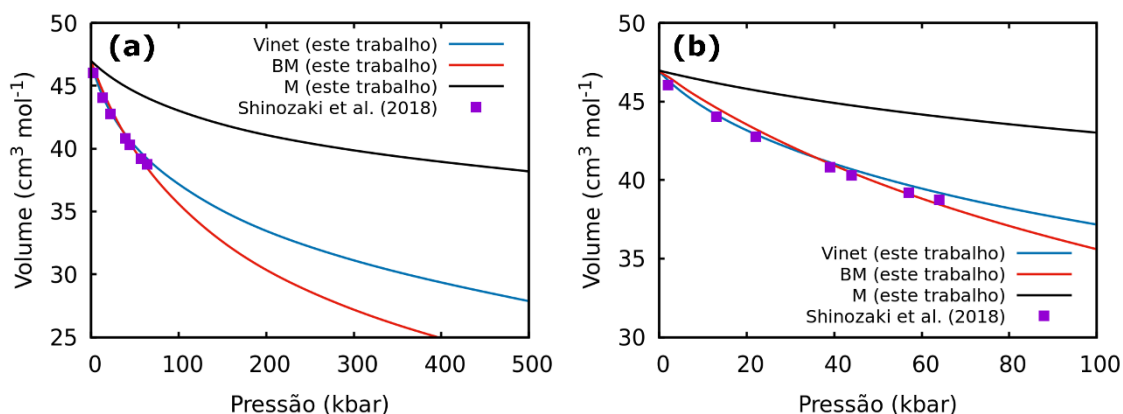 (a)
Vinet (este trabalho)
BM (este trabalho)
M (este trabalho)
Shinozaki et al. (2018)
Volume (cm³ mol⁻¹)
50
45
40
35
30
25
0 100 200 300 400 500
Pressão (kbar)
(b)
Volume (cm³ mol⁻¹)
50
45
40
35
30
Vinet (este trabalho)
BM (este trabalho)
M (este trabalho)
Shinozaki et al. (2018)
0 20 40 60 80 100
Pressão (kbar)